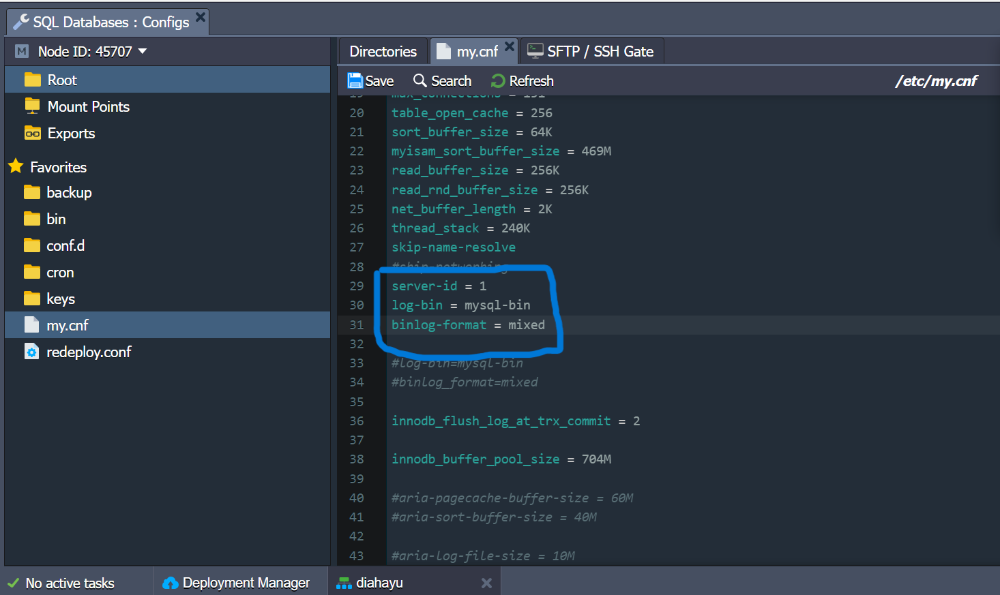 SQL Databases : Configs
M Node ID: 45707
Root
Mount Points
Exports
Favorites
backup
bin
conf.d
cron
keys
my.cnf
redeploy.conf
Directories
my.cnf
SFTP / SSH Gate
Save
Search
Refresh
/etc/my.cnf
19 max_connections = 151
20 table_open_cache = 256
21 sort_buffer_size = 64K
22 myisam_sort_buffer_size = 469M
23 read_buffer_size = 256K
24 read_rnd_buffer_size = 256K
25 net_buffer_length = 2K
26 thread_stack = 240K
27 skip-name-resolve
28 #skip-networking
29 server-id = 1
30 log-bin = mysql-bin
31 binlog-format = mixed
32
33 #log-bin=mysql-bin
34 #binlog_format=mixed
35
36 innodb_flush_log_at_trx_commit = 2
37
38 innodb_buffer_pool_size = 704M
39
40 #aria-pagecache-buffer-size = 60M
41 #aria-sort-buffer-size = 40M
42
43 #aria-log-file-size = 10M
No active tasks
Deployment Manager
diahayu